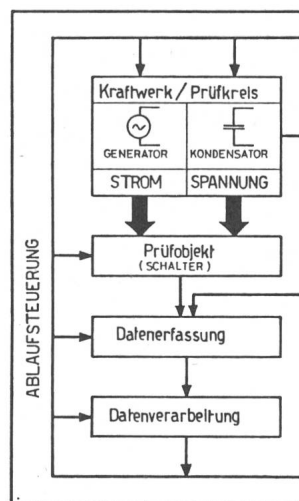 Kraftwerk / Prüfkreis
GENERATOR KONDENSATOR
STROM SPANNUNG
Prüfobjekt
(SCHALTER)
Datenerfassung
Datenverarbeitung
ABLAUFSTEUERUNG